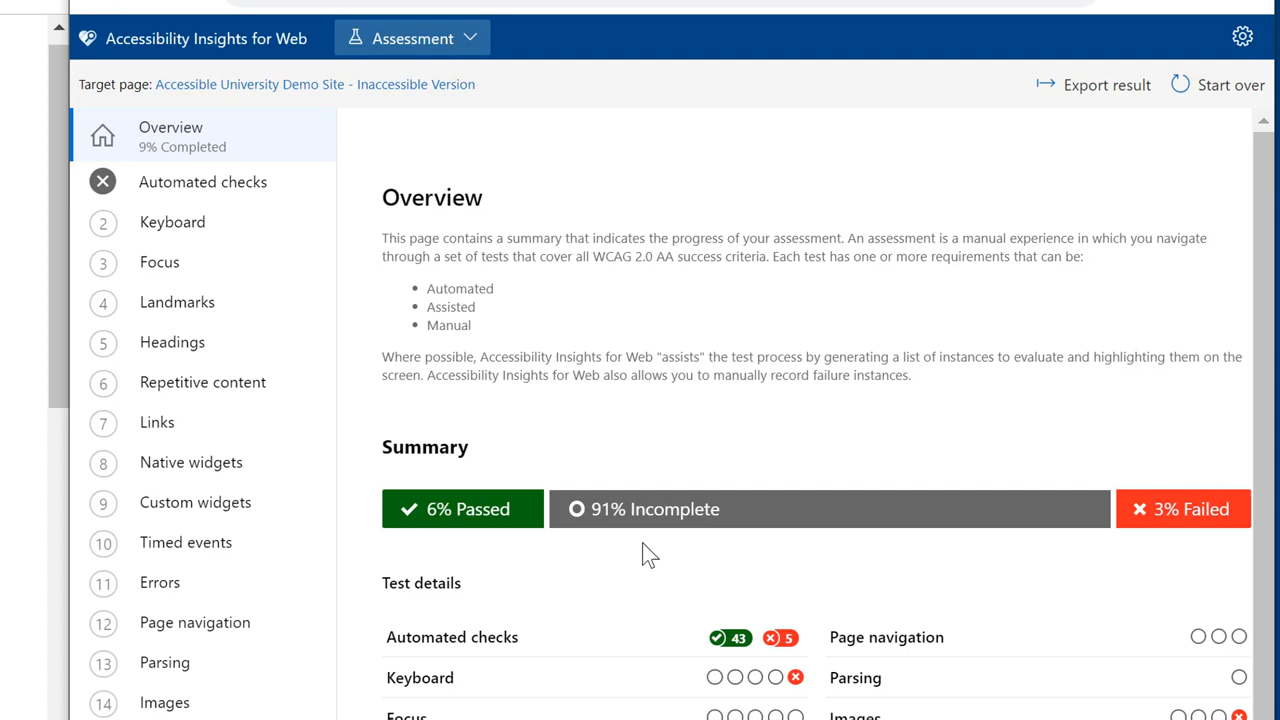 Accessibility Insights for Web
Assessment
Target page: Accessible University Demo Site - Inaccessible Version
Export result
Start over
Overview
9% Completed
Automated checks
2 Keyboard
3 Focus
4 Landmarks
5 Headings
6 Repetitive content
7 Links
8 Native widgets
9 Custom widgets
10 Timed events
11 Errors
12 Page navigation
13 Parsing
14 Images
Overview
This page contains a summary that indicates the progress of your assessment. An assessment is a manual experience in which you navigate
through a set of tests that cover all WCAG 2.0 AA success criteria. Each test has one or more requirements that can be:
• Automated
• Assisted
• Manual
Where possible, Accessibility Insights for Web "assists" the test process by generating a list of instances to evaluate and highlighting them on the
screen. Accessibility Insights for Web also allows you to manually record failure instances.
Summary
6% Passed
91% Incomplete
3% Failed
Test details
Automated checks 43 5
Page navigation
Keyboard
Parsing
Focus
Images